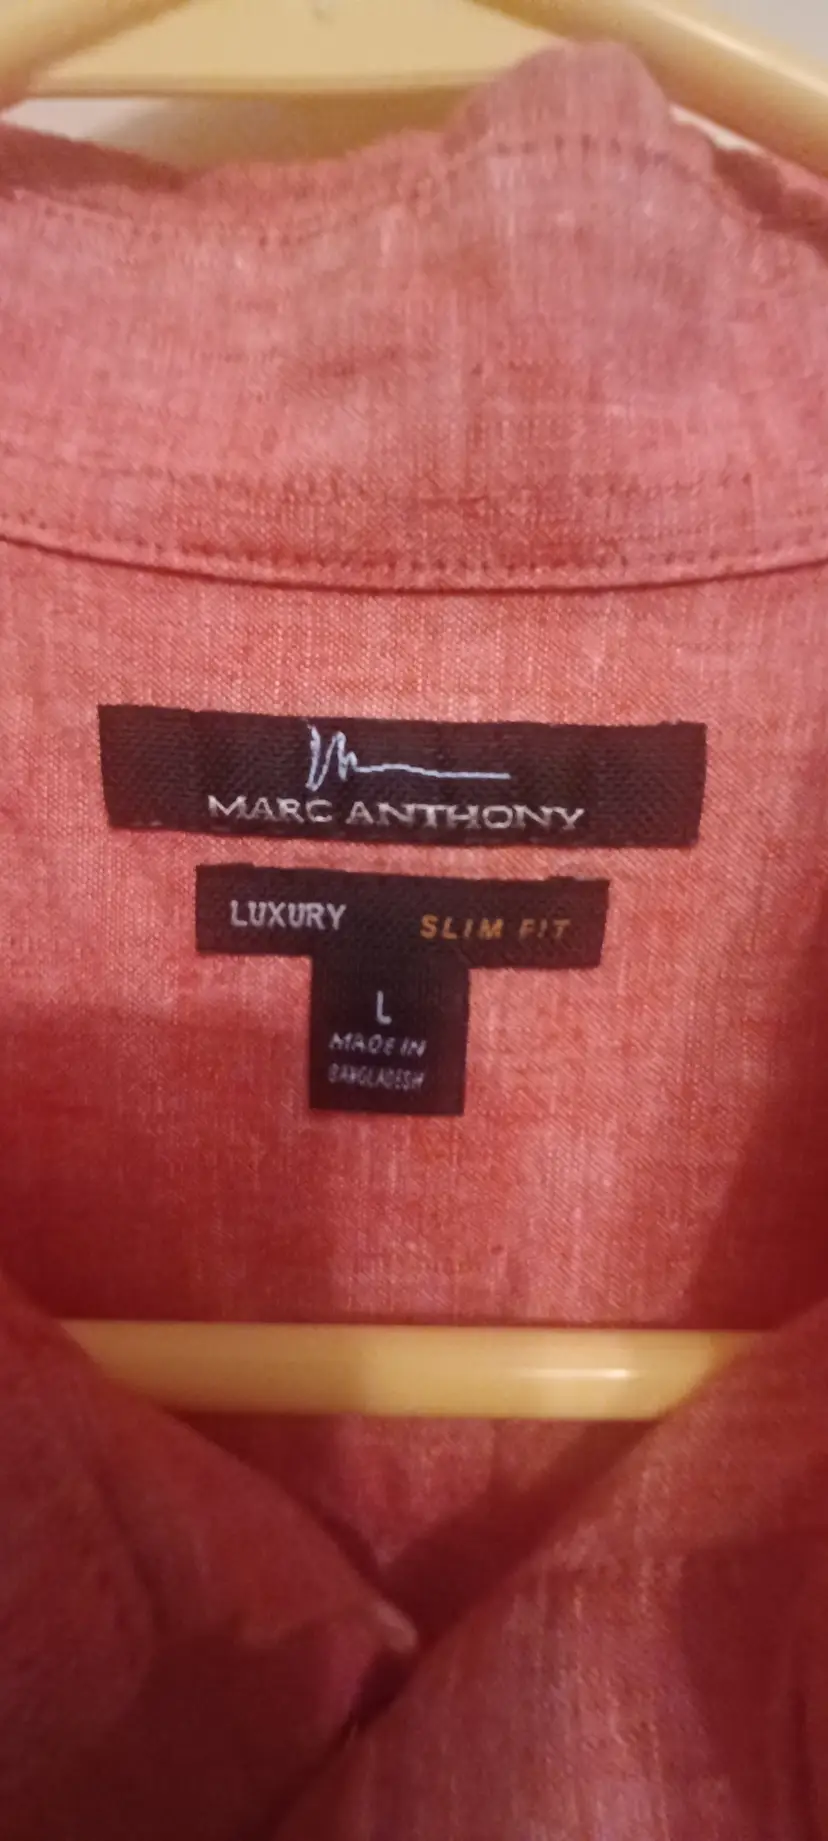 MARC ANTHONY
LUXURY SLIM FIT
L
MADE IN
BANGLADESH